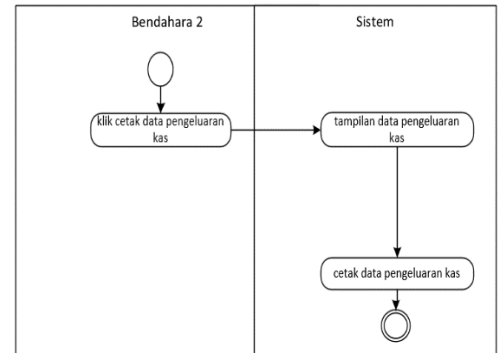 Bendahara 2
Sistem
klik cetak data pengeluaran
kas
tampilan data pengeluaran
kas
cetak data pengeluaran kas